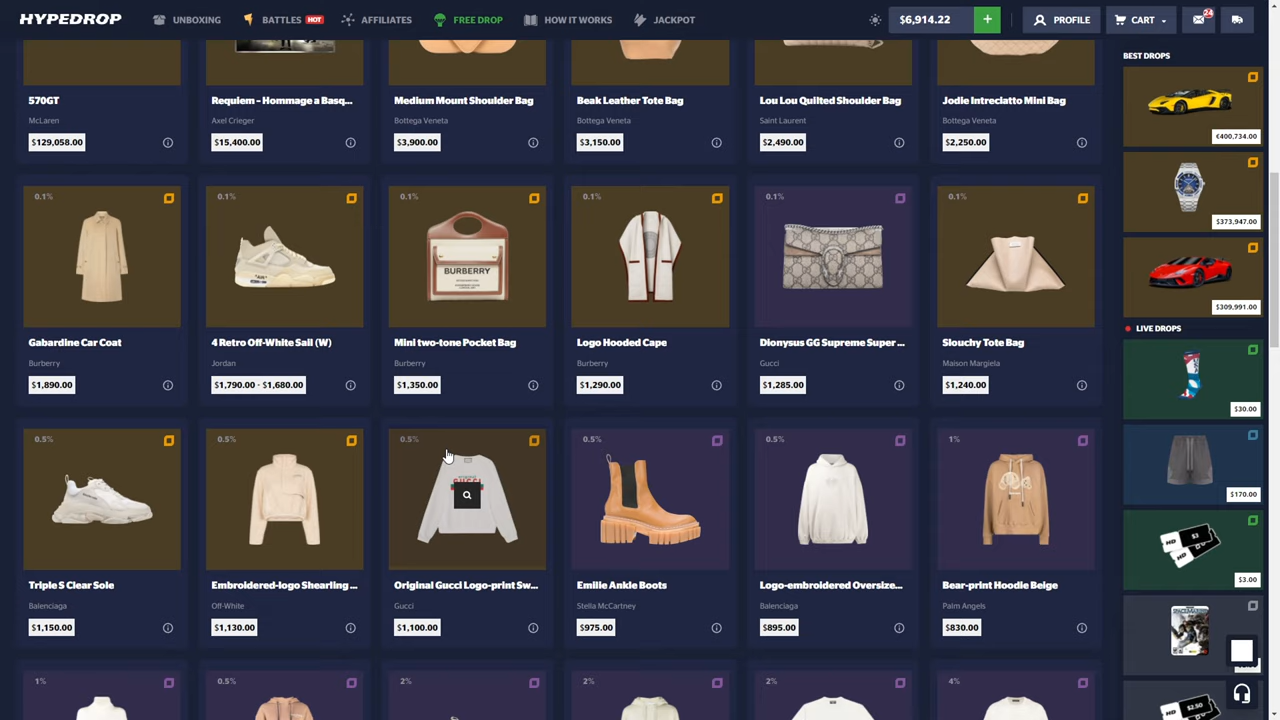 HYPEDROP
UNBOXING
BATTLES HOT
AFFILIATES
FREE DROP
HOW IT WORKS
JACKPOT
$6,914.22 +
PROFILE
CART
24
570GT
McLaren
$129,058.00
Requiem - Hommage a Basq...
Axel Crieger
$15,400.00
Medium Mount Shoulder Bag
Bottega Veneta
$3,900.00
Beak Leather Tote Bag
Bottega Veneta
$3,150.00
Lou Lou Quilted Shoulder Bag
Saint Laurent
$2,490.00
Jodie Intreciatto Mini Bag
Bottega Veneta
$2,250.00
0.1%
Gabardine Car Coat
Burberry
$1,890.00
0.1%
4 Retro Off-White Sail (W)
Jordan
$1,790.00 - $1,680.00
0.1%
BURBERRY
Mini two-tone Pocket Bag
Burberry
$1,350.00
0.1%
Logo Hooded Cape
Burberry
$1,290.00
0.1%
Dionysus GG Supreme Super ...
Gucci
$1,285.00
0.1%
Slouchy Tote Bag
Maison Margiela
$1,240.00
0.5%
Triple S Clear Sole
Balenciaga
$1,150.00
0.5%
Embroidered-logo Shearling ...
Off-White
$1,130.00
0.5%
GUCCI
Original Gucci Logo-print Sw...
Gucci
$1,100.00
0.5%
Emilie Ankle Boots
Stella McCartney
$975.00
0.5%
Logo-embroidered Oversize...
Balenciaga
$895.00
1%
Bear-print Hoodie Beige
Palm Angels
$830.00
1%
0.5%
2%
2%
2%
4%
BEST DROPS
€400,734.00
$373,947.00
$309,991.00
LIVE DROPS
$30.00
$170.00
HD
$3
$3.00
HD
$2.50